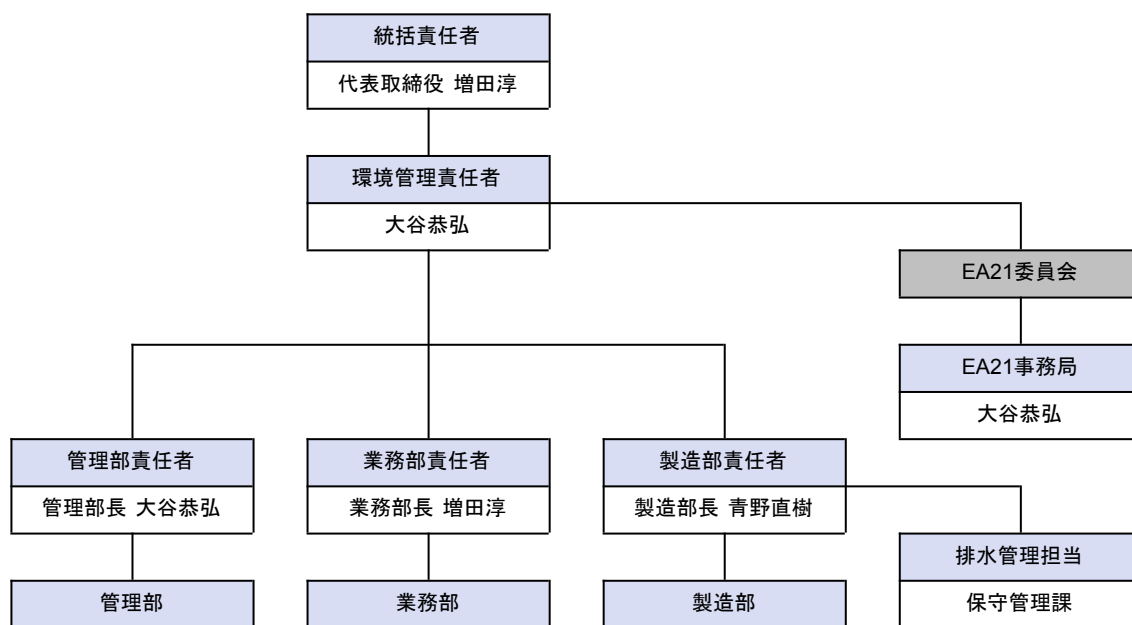 統括責任者
代表取締役 増田淳
環境管理責任者
大谷恭弘
EA21委員会
EA21事務局
大谷恭弘
管理部責任者
管理部長 大谷恭弘
業務部責任者
業務部長 増田淳
製造部責任者
製造部長 青野直樹
排水管理担当
保守管理課
管理部
業務部
製造部